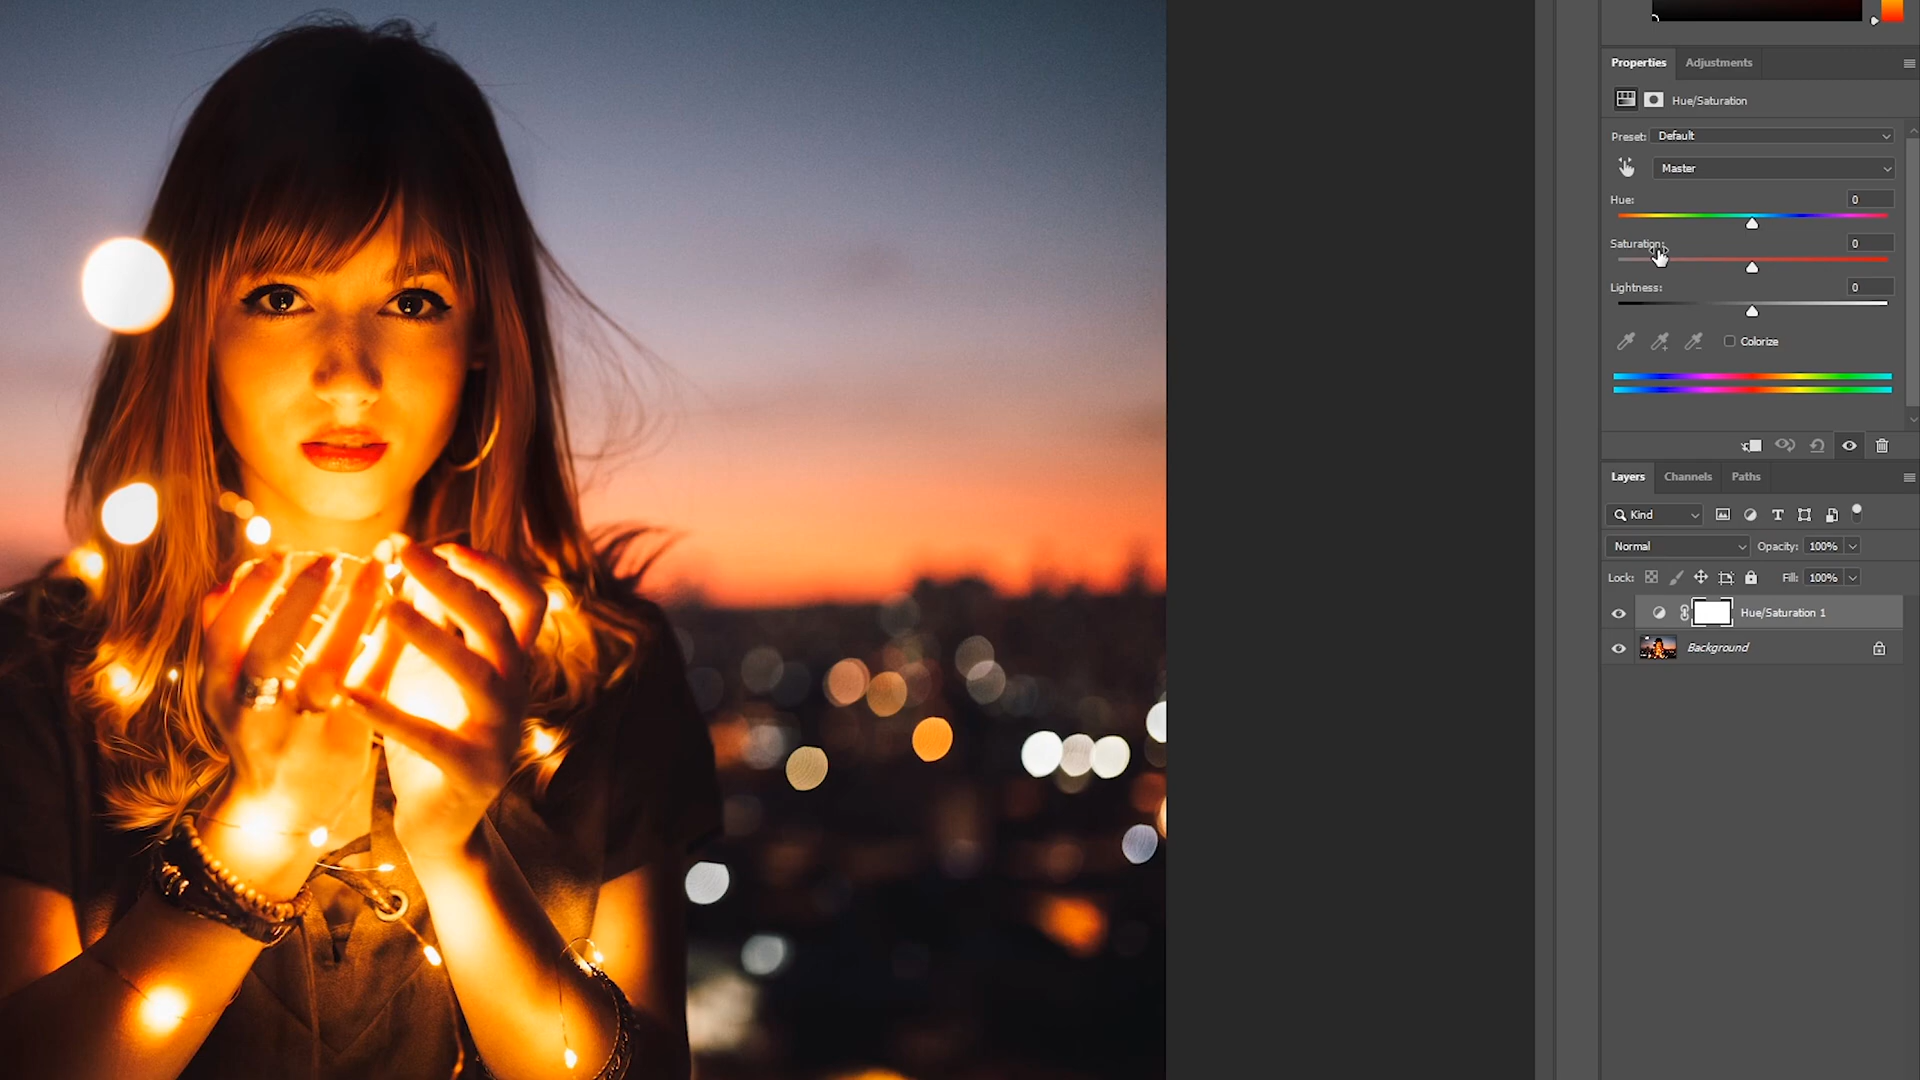 Properties Adjustments
Hue/Saturation
Preset: Default
Master
Hue: 0
Saturation: 0
Lightness: 0
Colorize
Layers Channels Paths
Kind
Normal Opacity: 100%
Lock: Fill: 100%
Hue/Saturation 1
Background